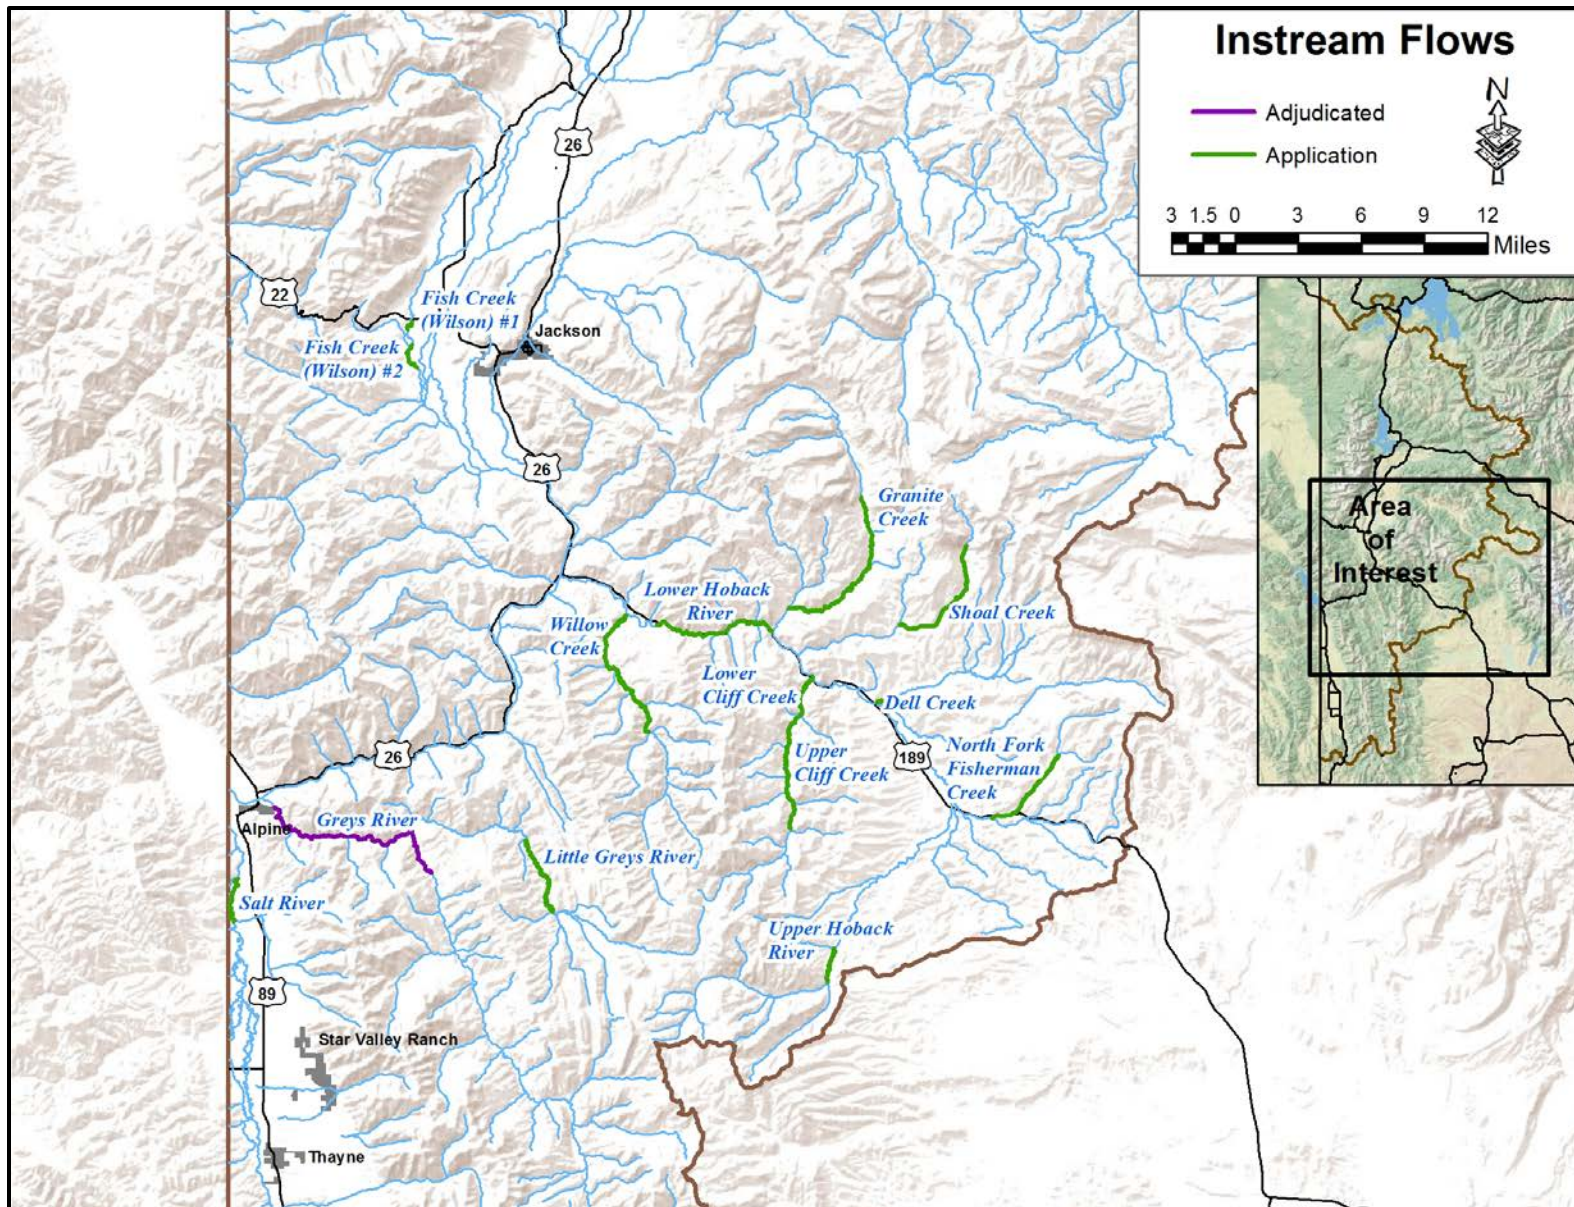 Instream Flows
Adjudicated
Application
N
3 1.5 0 3 6 9 12
Miles
26
22
Fish Creek
(Wilson) #1
Jackson
Fish Creek
(Wilson) #2
26
Granite
Creek
Area
of
Interest
Lower Hoback
River
Willow
Creek
Shoal Creek
Lower
Cliff Creek
Dell Creek
26
Upper
Cliff Creek
189
North Fork
Fisherman
Creek
Alpine
Greys River
Little Greys River
Salt River
Upper Hoback
River
89
Star Valley Ranch
Thayne